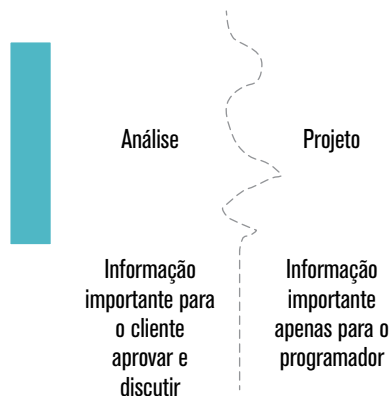 Análise
Projeto
Informação
importante para
o cliente
aprovar e
discutir
Informação
importante
apenas para o
programador